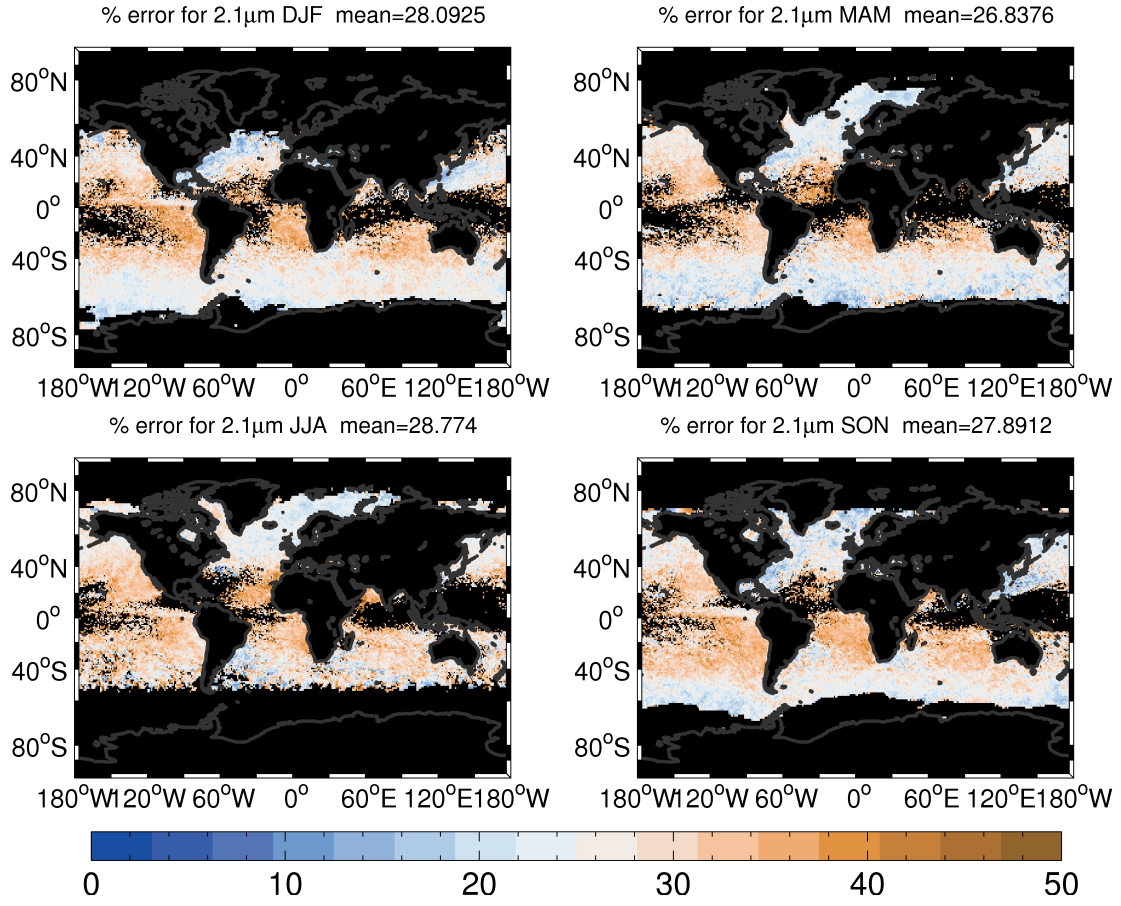 % error for 2.1μm DJF mean=28.0925
% error for 2.1μm MAM mean=26.8376
80°N
40°N
0°
40°S
80°S
180°W120°W 60°W 0° 60°E 120°E180°W
80°N
40°N
0°
40°S
80°S
180°W120°W 60°W 0° 60°E 120°E180°W
% error for 2.1μm JJA mean=28.774
% error for 2.1μm SON mean=27.8912
80°N
40°N
0°
40°S
80°S
180°W120°W 60°W 0° 60°E 120°E180°W
80°N
40°N
0°
40°S
80°S
180°W120°W 60°W 0° 60°E 120°E180°W
0 10 20 30 40 50